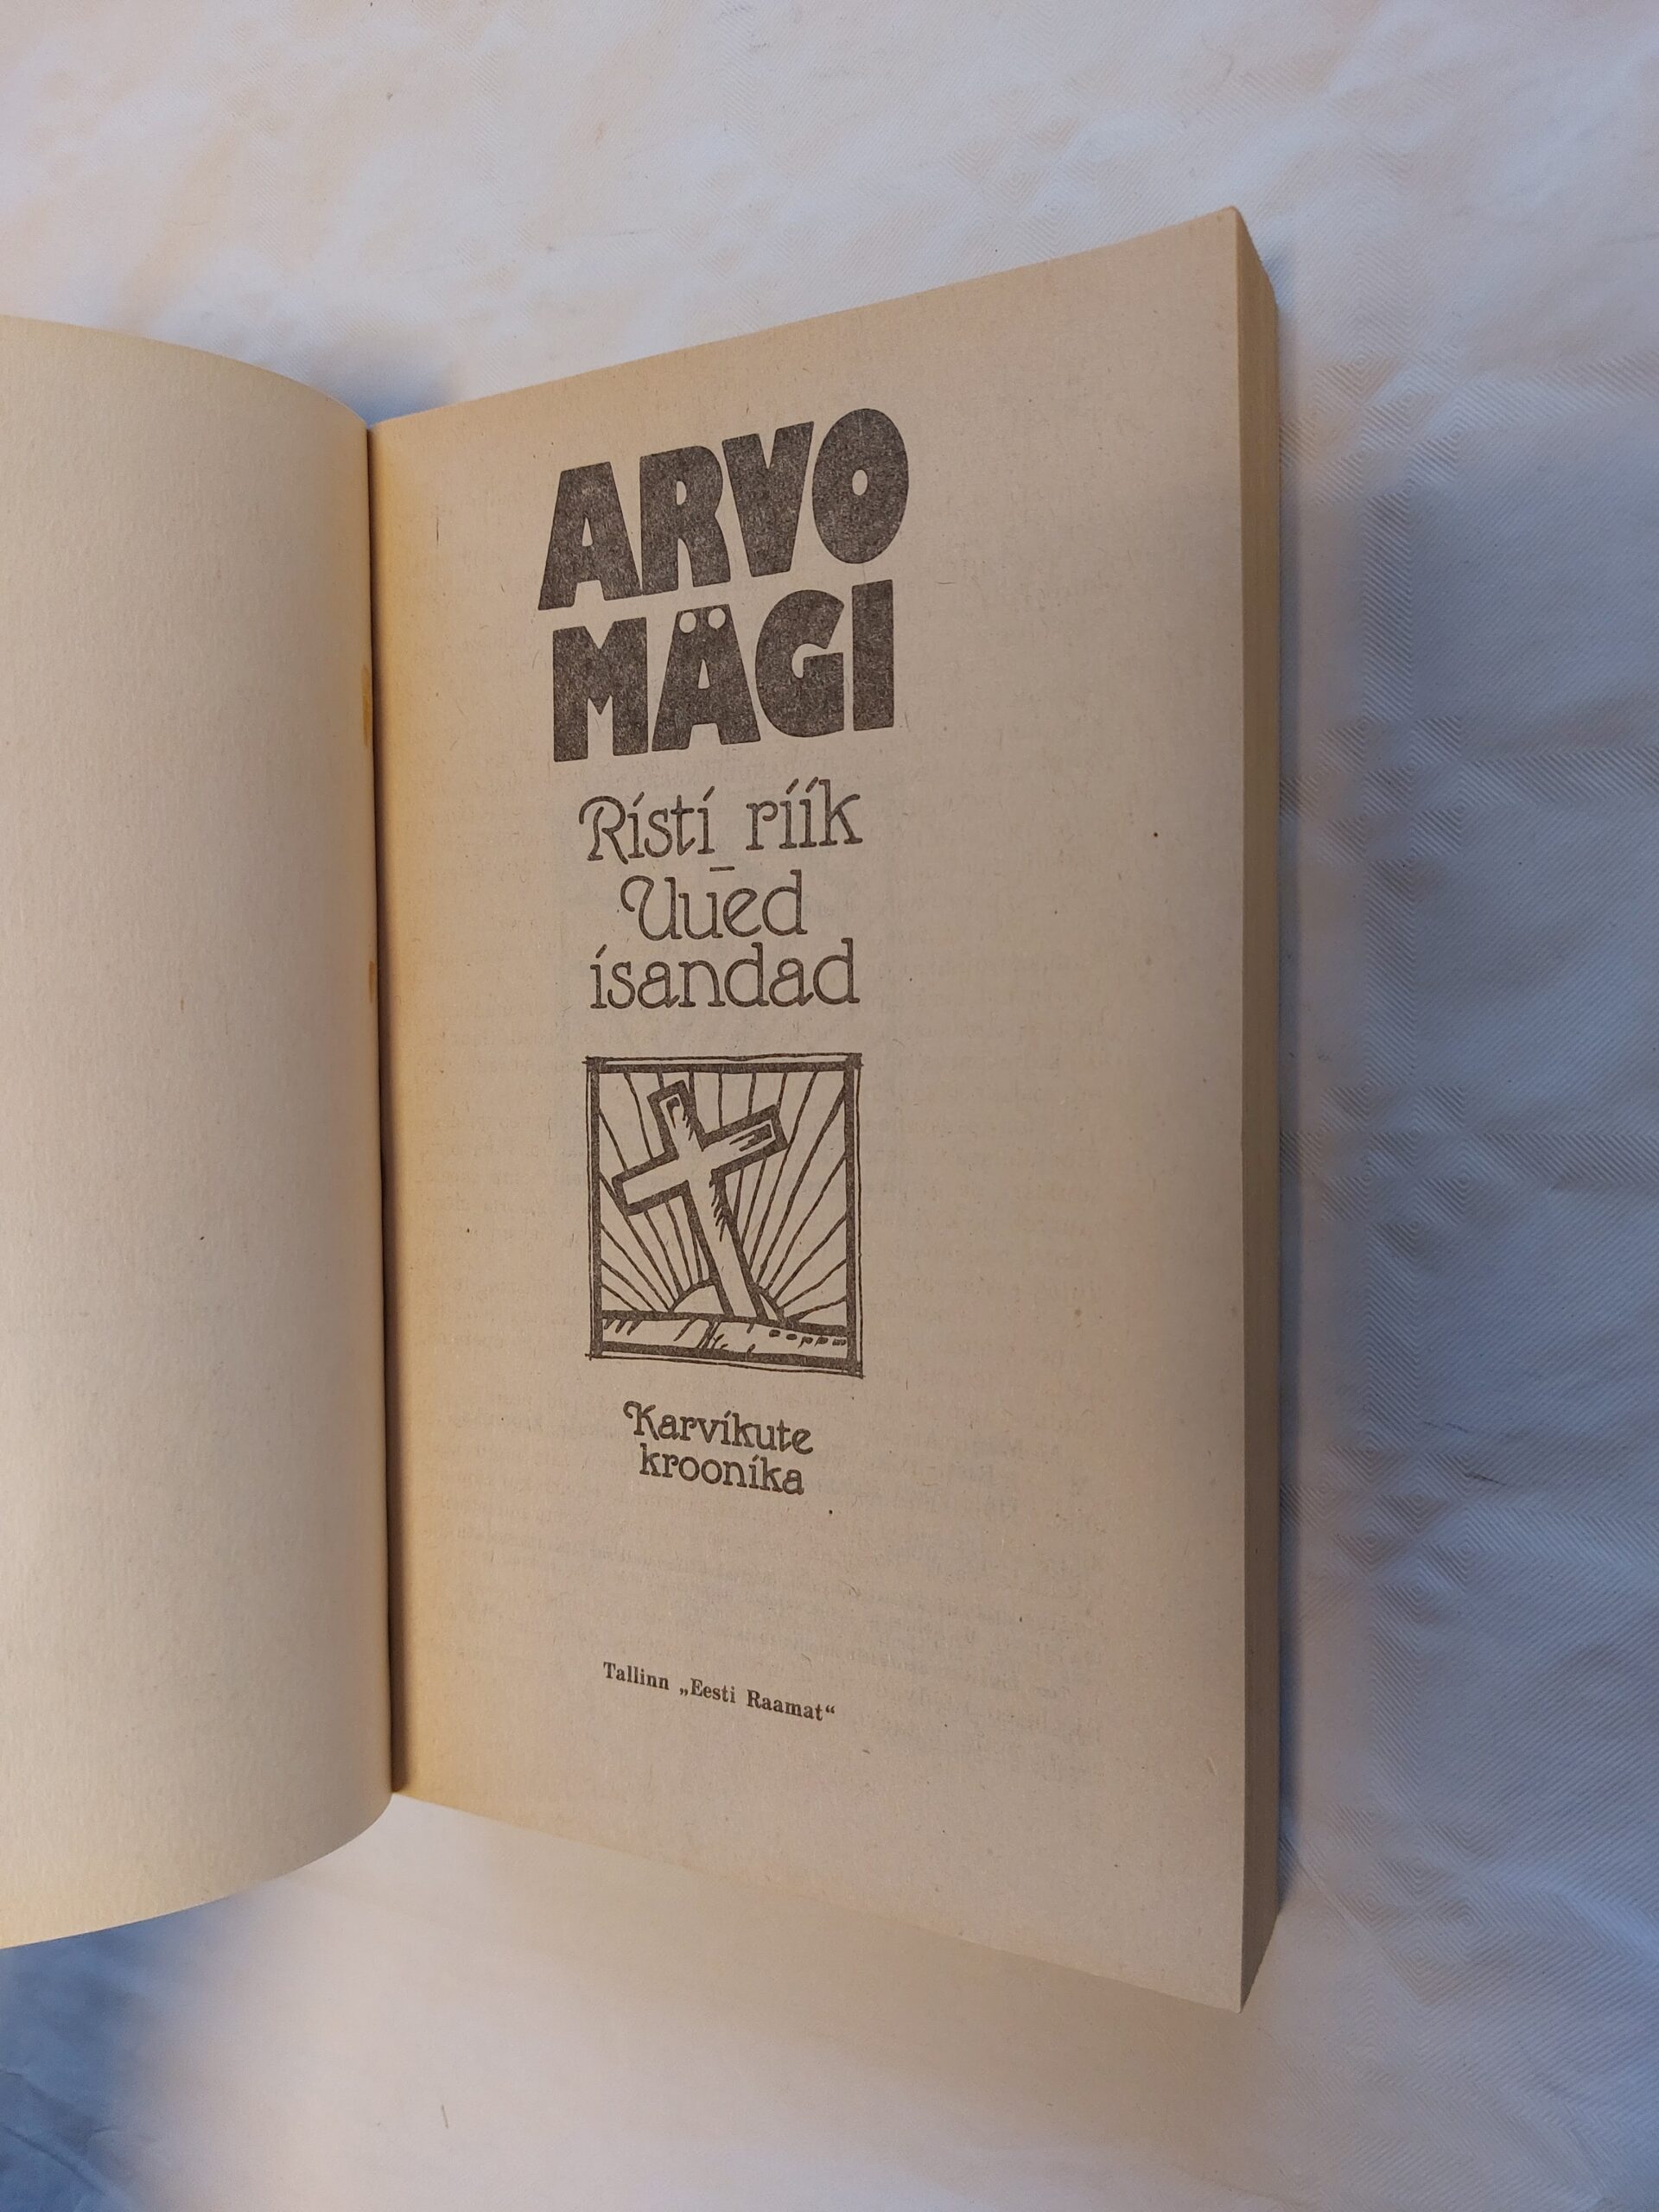 ARVO
MÄGI
Risti riik
–
Uued
isandad
Karvikute
kroonika
Tallinn „Eesti Raamat“